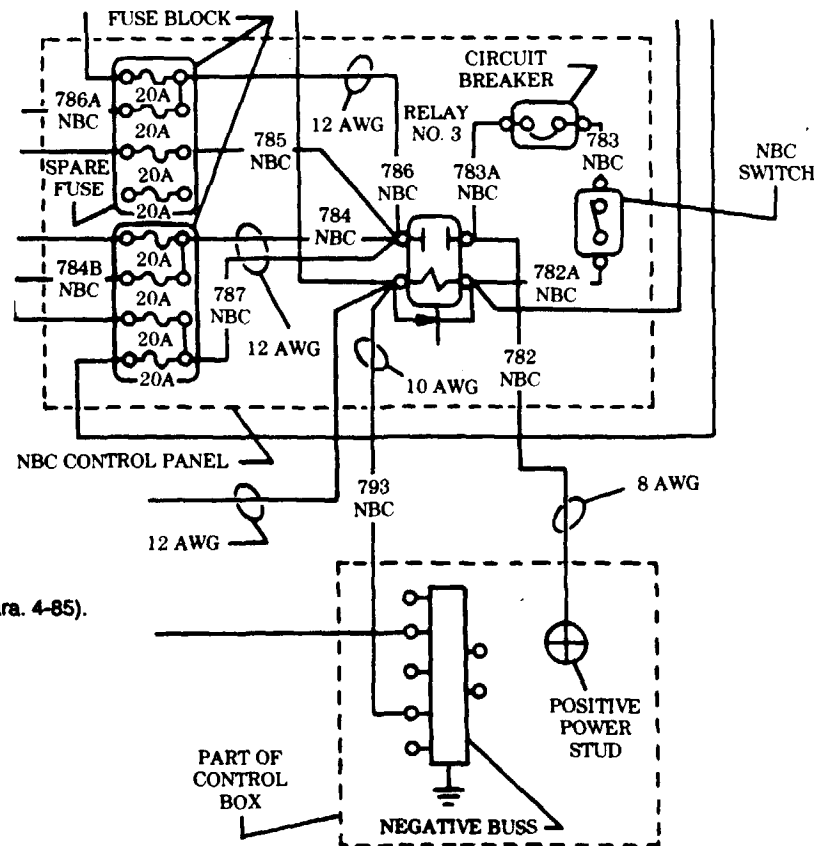 FUSE BLOCK
CIRCUIT
BREAKER
20A
786A
NBC
12 AWG
RELAY
NO. 3
20A
785
NBC
783
NBC
NBC
SWITCH
SPARE
FUSE
20A
786
NBC
783A
NBC
20A
784
NBC
784B
NBC
20A
787
NBC
782A
NBC
20A
20A
12 AWG
782
NBC
20A
10 AWG
NBC CONTROL PANEL
793
NBC
8 AWG
12 AWG
ra. 4-85).
POSITIVE
POWER
STUD
PART OF
CONTROL
BOX
NEGATIVE BUSS